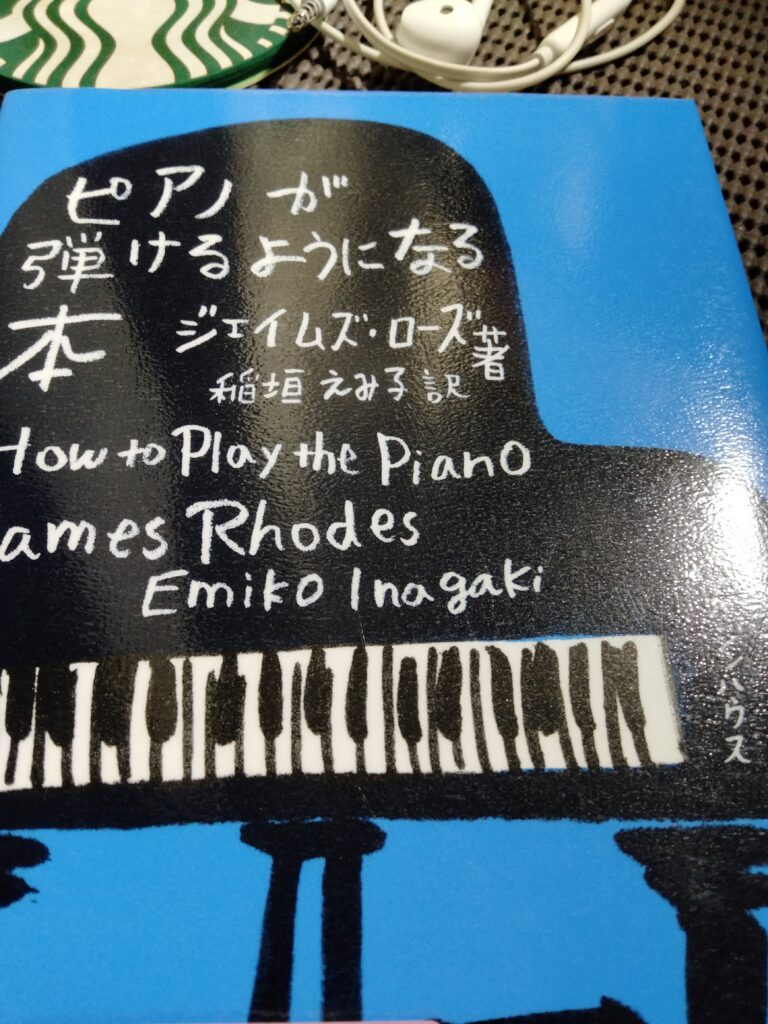 ピアノ が
弾けるようになる
本 ジェイムズ・ローズ著
稲垣 えみ子 訳
How to Play the Piano
ames Rhodes
Emiko Inagaki
ハウス